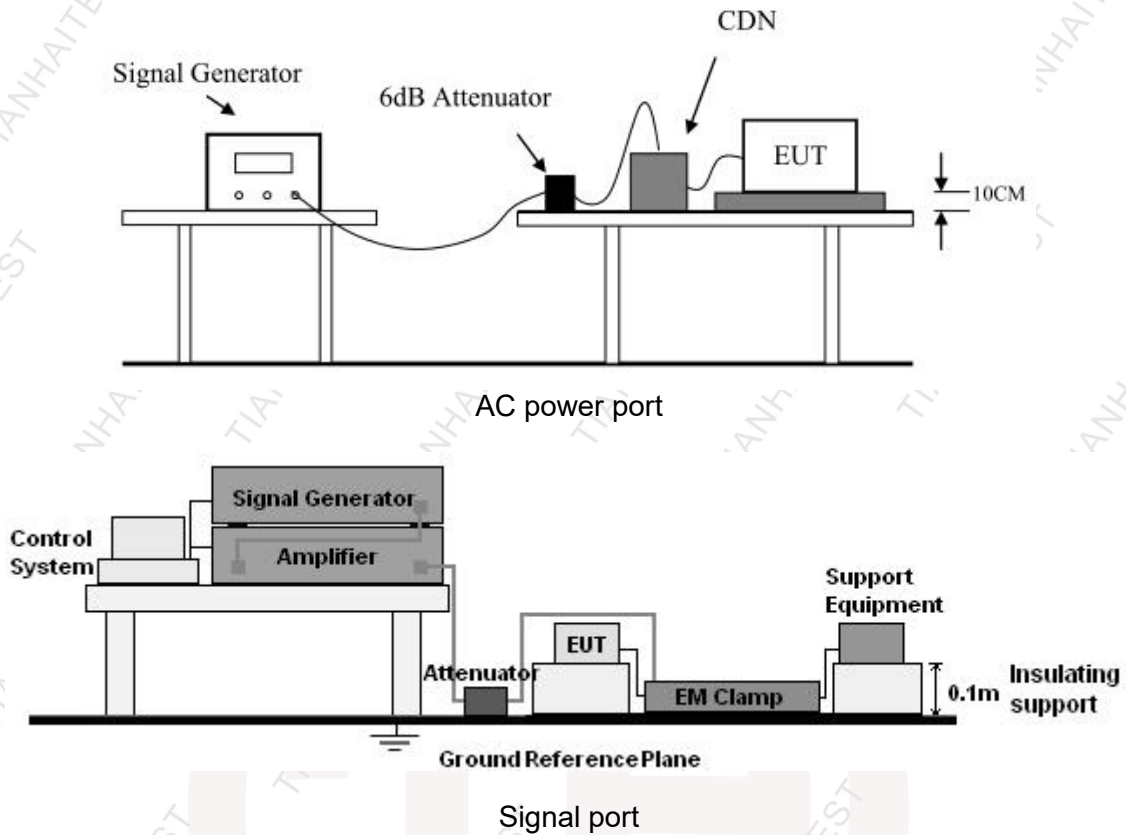 CDN
Signal Generator
6dB Attenuator
EUT
10CM
AC power port
Signal Generator
Control
System
Amplifier
Support
Equipment
EUT
Attenuator
EM Clamp
0.1m
Insulating
support
Ground Reference Plane
Signal port